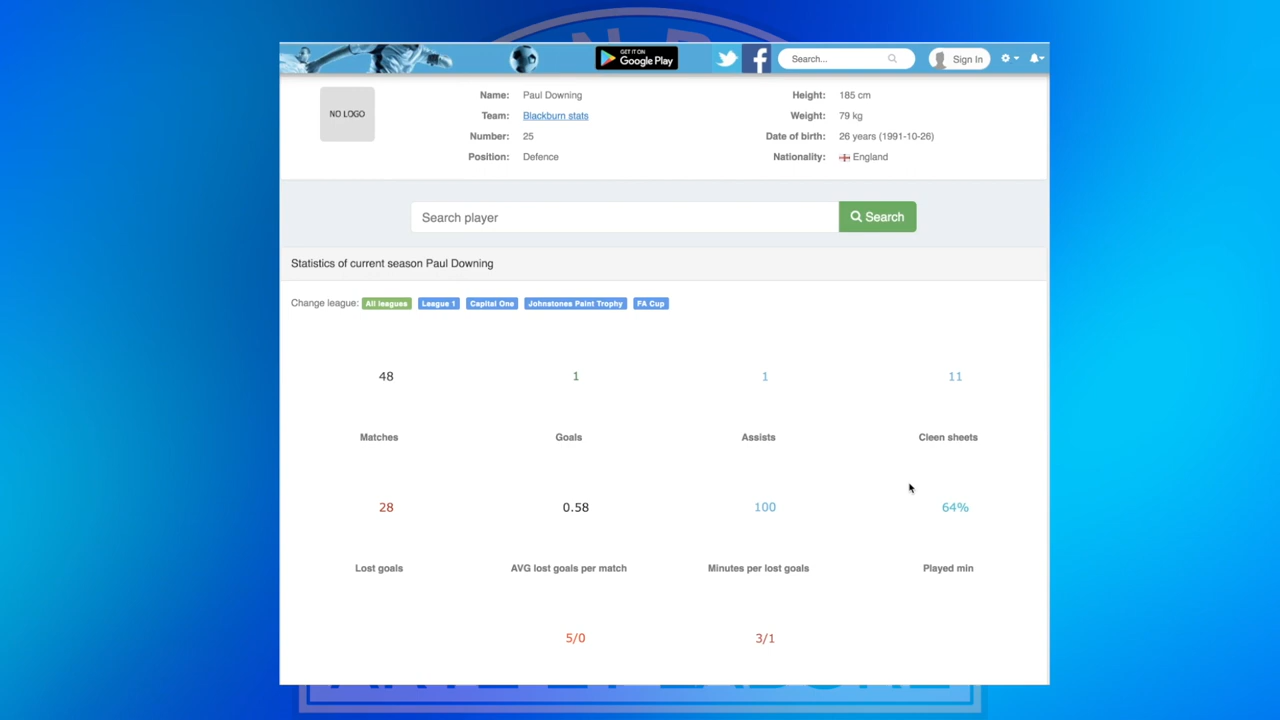 GET IT ON
Google Play
Search...
Sign In
NO LOGO
Name: Paul Downing
Team: Blackburn stats
Number: 25
Position: Defence
Height: 185 cm
Weight: 79 kg
Date of birth: 26 years (1991-10-26)
Nationality: England
Search player
Search
Statistics of current season Paul Downing
Change league: All leagues League 1 Capital One Johnstones Paint Trophy FA Cup
48 1 1 11
Matches Goals Assists Cleen sheets
28 0.58 100 64%
Lost goals AVG lost goals per match Minutes per lost goals Played min
5/0 3/1